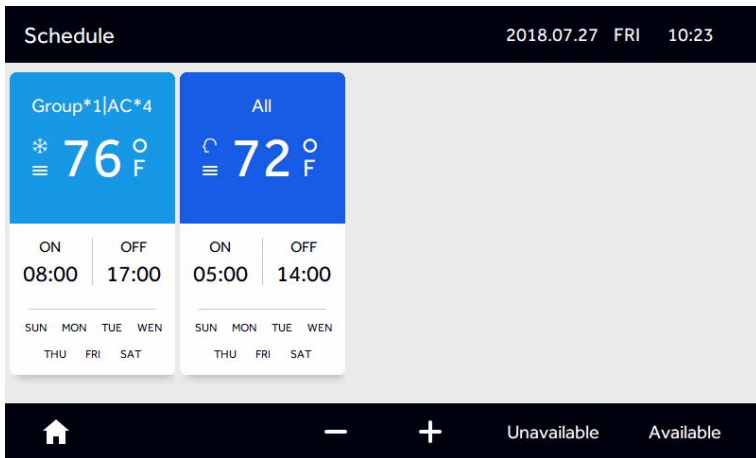 Schedule 2018.07.27 FRI 10:23
Group*1|AC*4
76 °F
ON OFF
08:00 17:00
SUN MON TUE WEN
THU FRI SAT
All
72 °F
ON OFF
05:00 14:00
SUN MON TUE WEN
THU FRI SAT
− + Unavailable Available